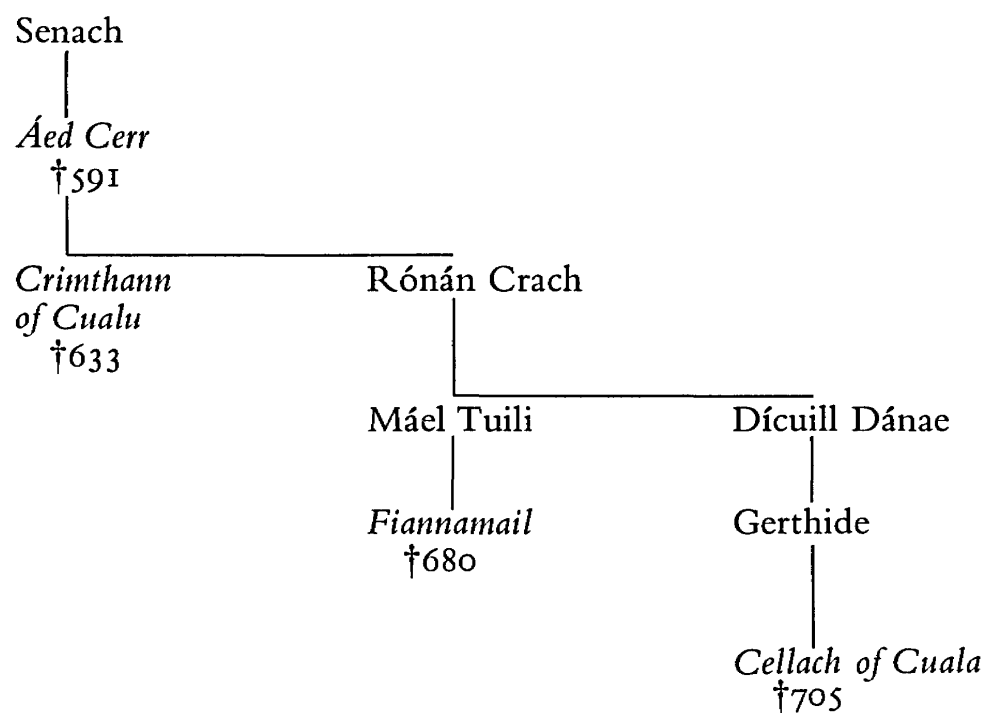 Senach
Áed Cerr
†591
Crimthann
of Cualu
†633
Rónán Crach
Máel Tuili
Dícuill Dánae
Fiannamail
†680
Gerthide
Cellach of Cuala
†705